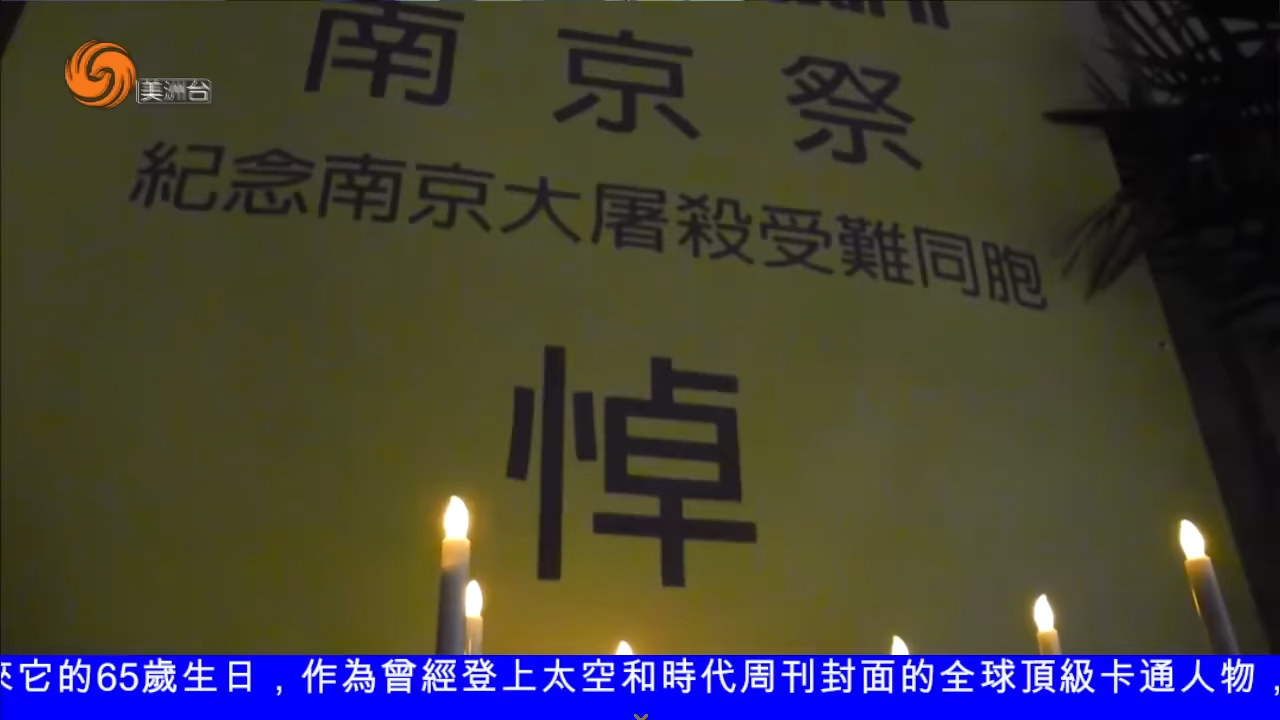 美洲台
南京祭
紀念南京大屠殺受難同胞
悼
它的65歲生日，作為曾經登上太空和時代周刊封面的全球頂級卡通人物，